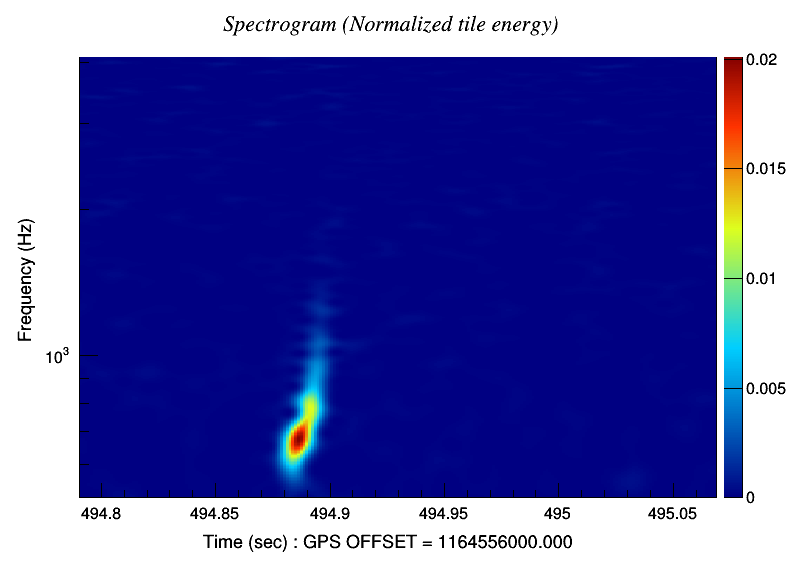 Spectrogram (Normalized tile energy)
0.02
0.015
0.01
0.005
0
Frequency (Hz)
10³
494.8 494.85 494.9 494.95 495 495.05
Time (sec) : GPS OFFSET = 1164556000.000